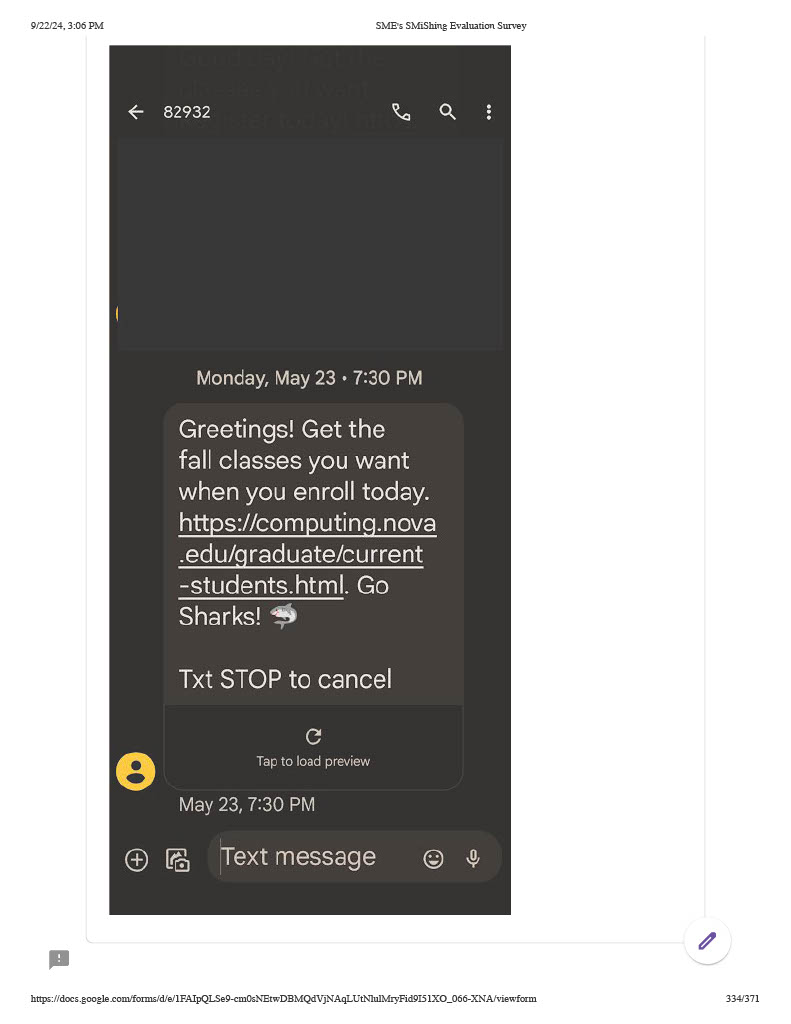 9/22/24, 3:06 PM SME's SMiShing Evaluation Survey
82932
Monday, May 23 • 7:30 PM
Greetings! Get the
fall classes you want
when you enroll today.
https://computing.nova
.edu/graduate/current
-students.html. Go
Sharks! 🦈
Txt STOP to cancel
Tap to load preview
May 23, 7:30 PM
Text message
https://docs.google.com/forms/d/e/1FAIpQLSe9-cm0sNEtwDBMQdVjNAqLUtNlulMryFid9I51XO_066-XNA/viewform 334/371